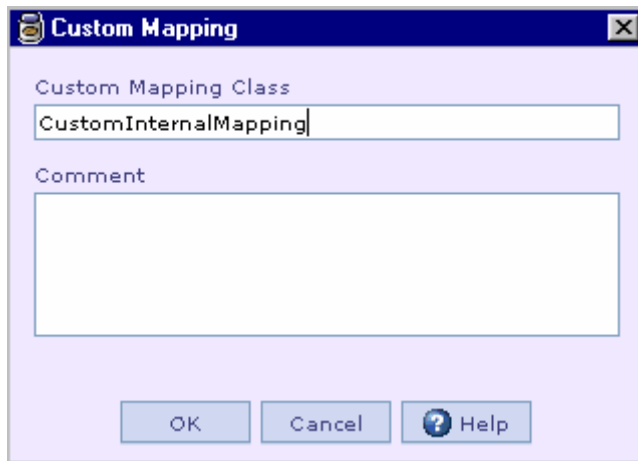 Custom Mapping
Custom Mapping Class
CustomInternalMapping
Comment
OK Cancel Help